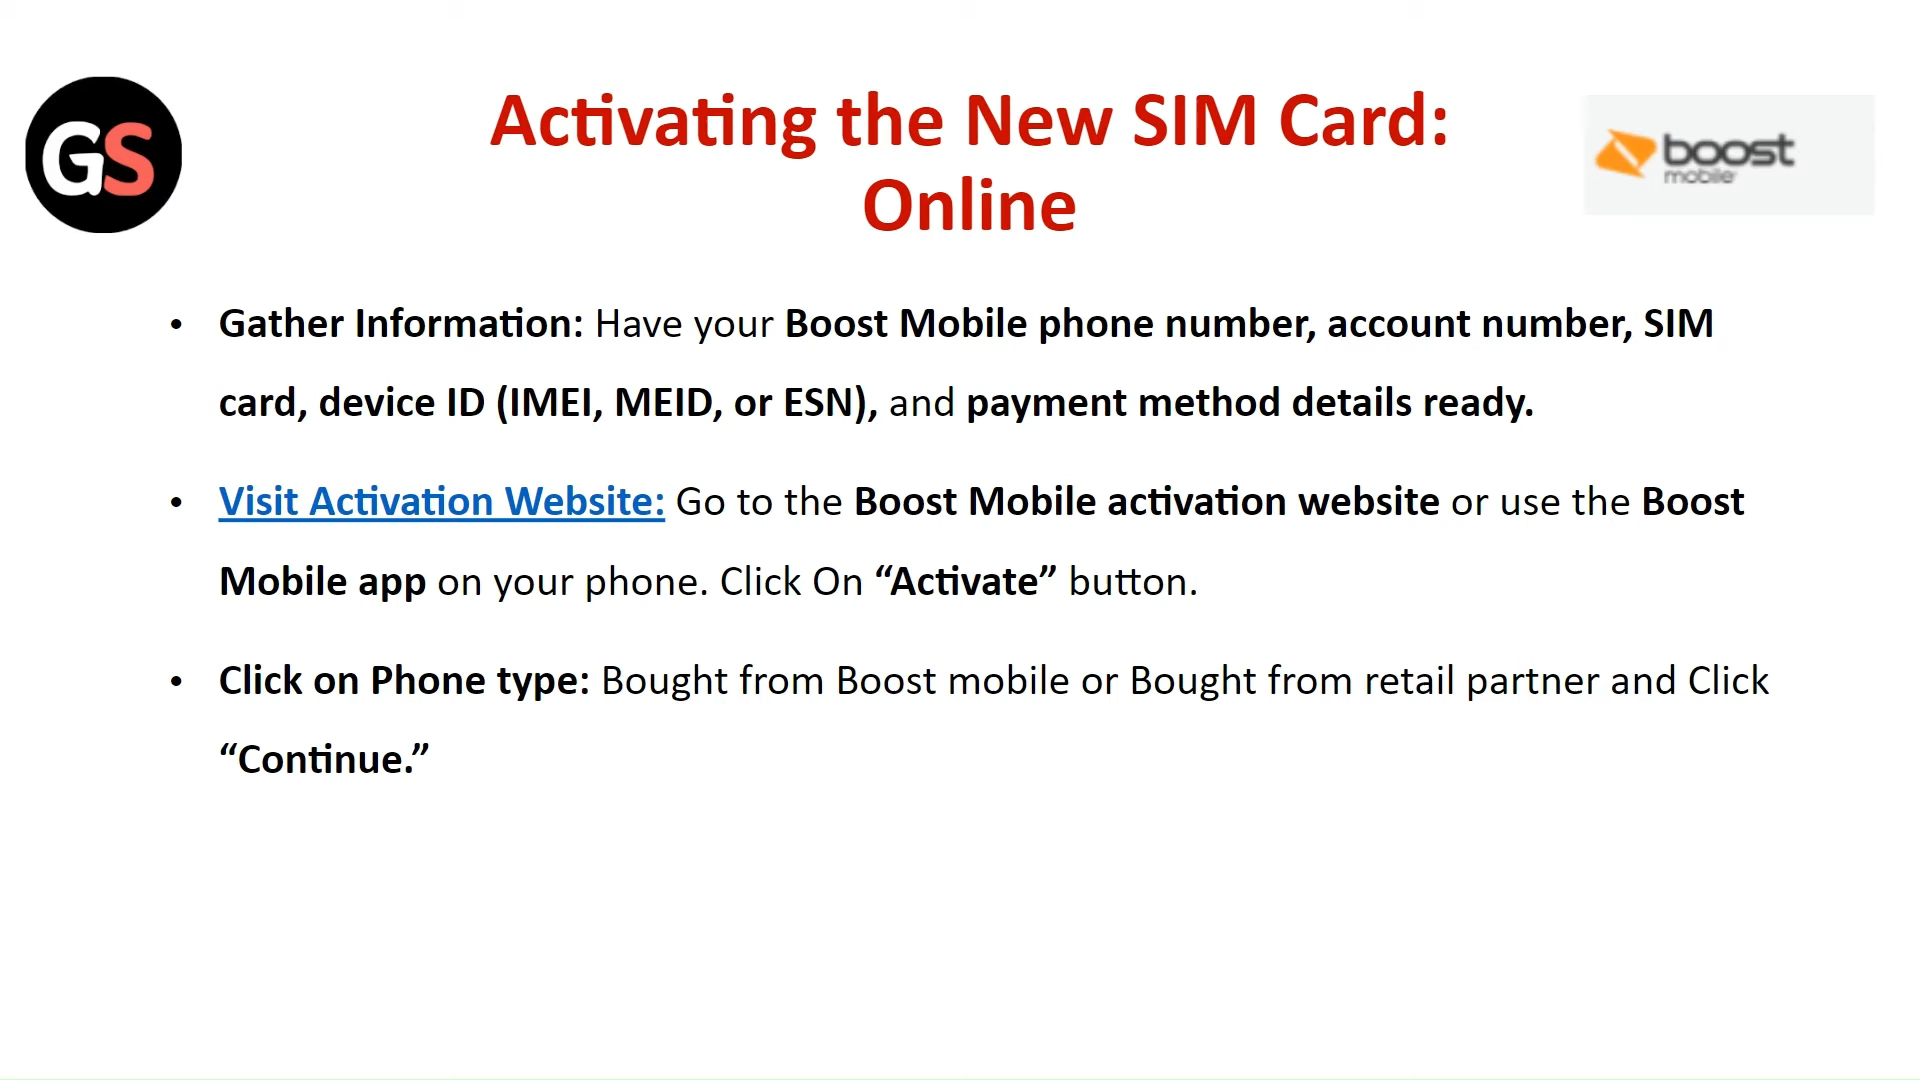 GS
Activating the New SIM Card:
Online
boost
mobile
• Gather Information: Have your Boost Mobile phone number, account number, SIM
card, device ID (IMEI, MEID, or ESN), and payment method details ready.
• Visit Activation Website: Go to the Boost Mobile activation website or use the Boost
Mobile app on your phone. Click On “Activate” button.
• Click on Phone type: Bought from Boost mobile or Bought from retail partner and Click
“Continue.”